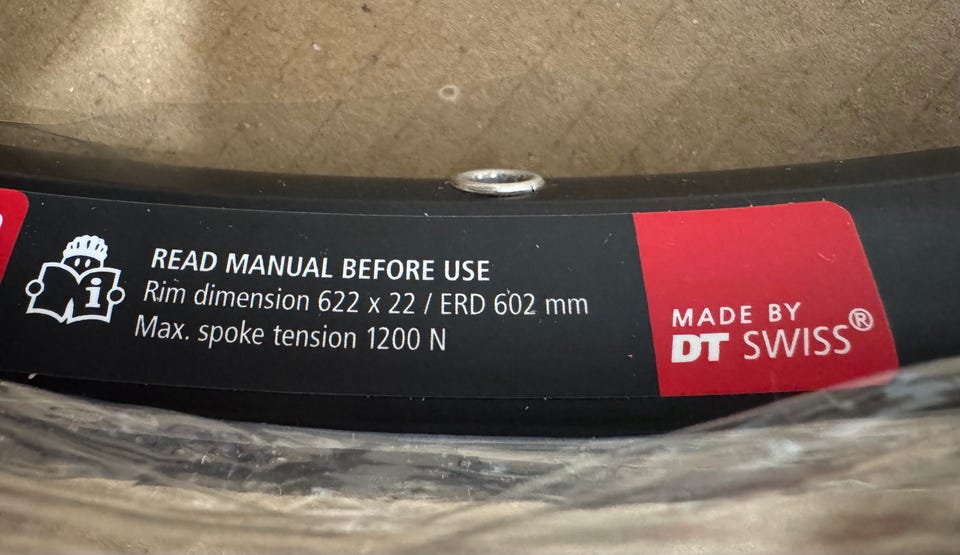 READ MANUAL BEFORE USE
Rim dimension 622 x 22 / ERD 602 mm
Max. spoke tension 1200 N
i
MADE BY
DT SWISS®